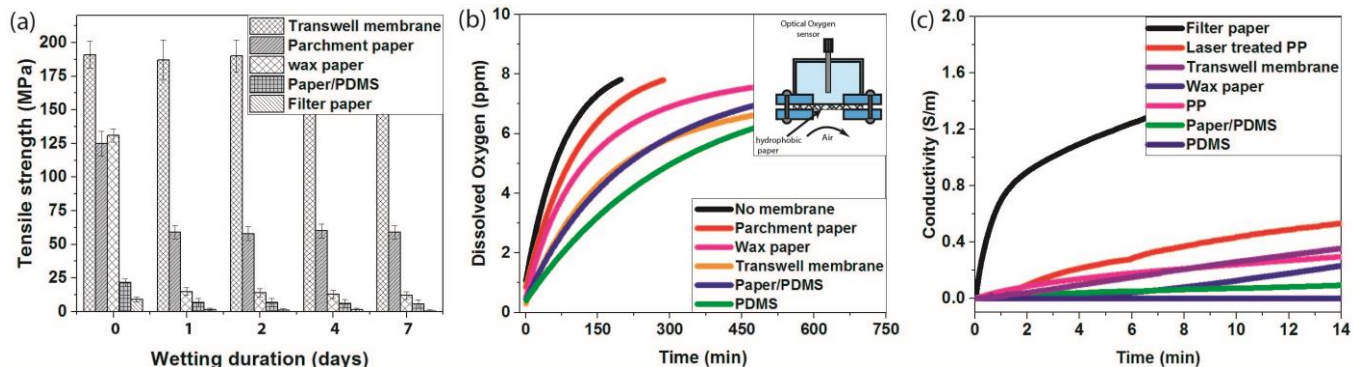 (a)
Tensile strength (MPa)
200
175
150
125
100
75
50
25
0
Transwell membrane
Parchment paper
wax paper
Paper/PDMS
Filter paper
0 1 2 4 7
Wetting duration (days)
(b)
Dissolved Oxygen (ppm)
10
8
6
4
2
0
Optical Oxygen
sensor
hydrophobic
paper
Air
No membrane
Parchment paper
Wax paper
Transwell membrane
Paper/PDMS
PDMS
0 150 300 450 600 750
Time (min)
(c)
Conductivity (S/m)
2.0
1.6
1.2
0.8
0.4
0.0
Filter paper
Laser treated PP
Transwell membrane
Wax paper
PP
Paper/PDMS
PDMS
0 2 4 6 8 10 12 14
Time (min)